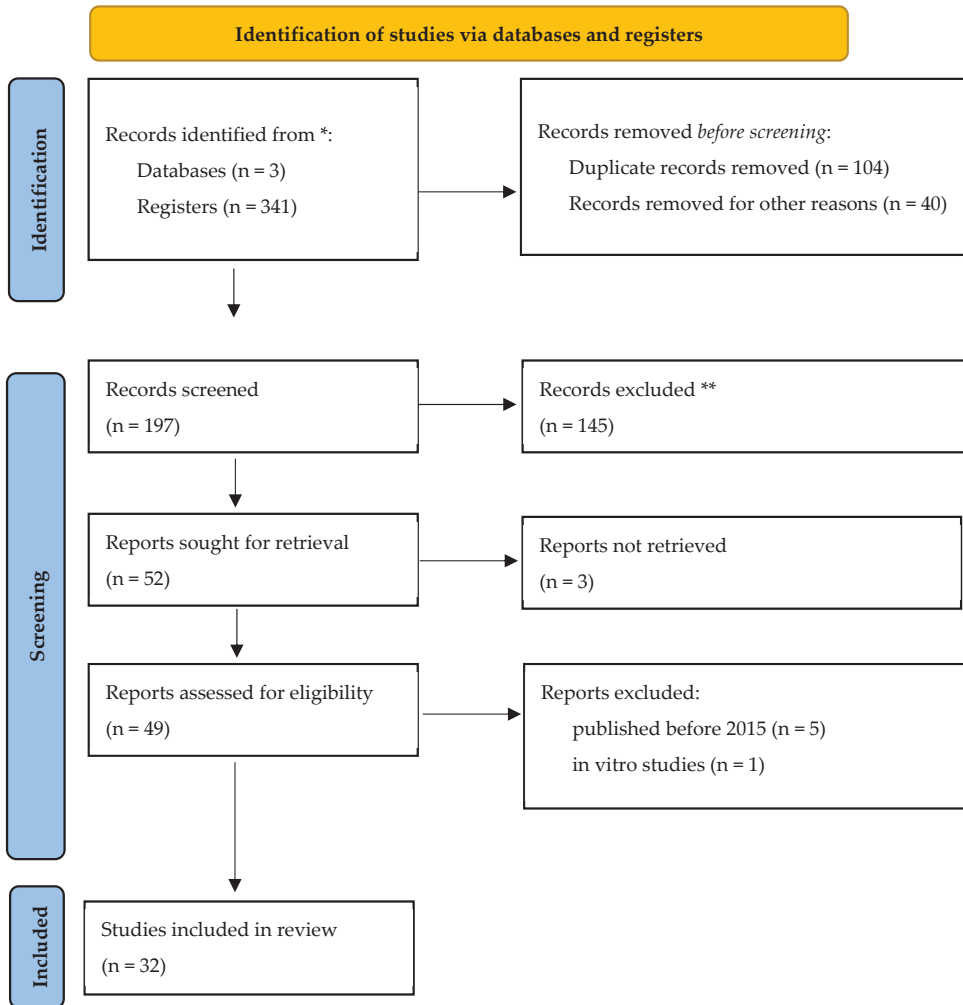 Identification of studies via databases and registers
Identification
Records identified from *:
Databases (n = 3)
Registers (n = 341)
Records removed before screening:
Duplicate records removed (n = 104)
Records removed for other reasons (n = 40)
Screening
Records screened
(n = 197)
Records excluded **
(n = 145)
Reports sought for retrieval
(n = 52)
Reports not retrieved
(n = 3)
Reports assessed for eligibility
(n = 49)
Reports excluded:
published before 2015 (n = 5)
in vitro studies (n = 1)
Included
Studies included in review
(n = 32)